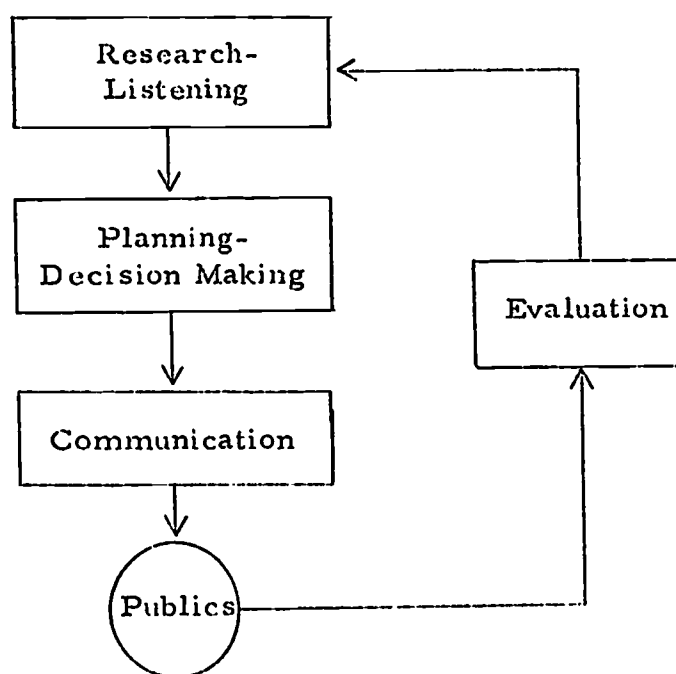 Research-
Listening
Planning-
Decision Making
Evaluation
Communication
Publics